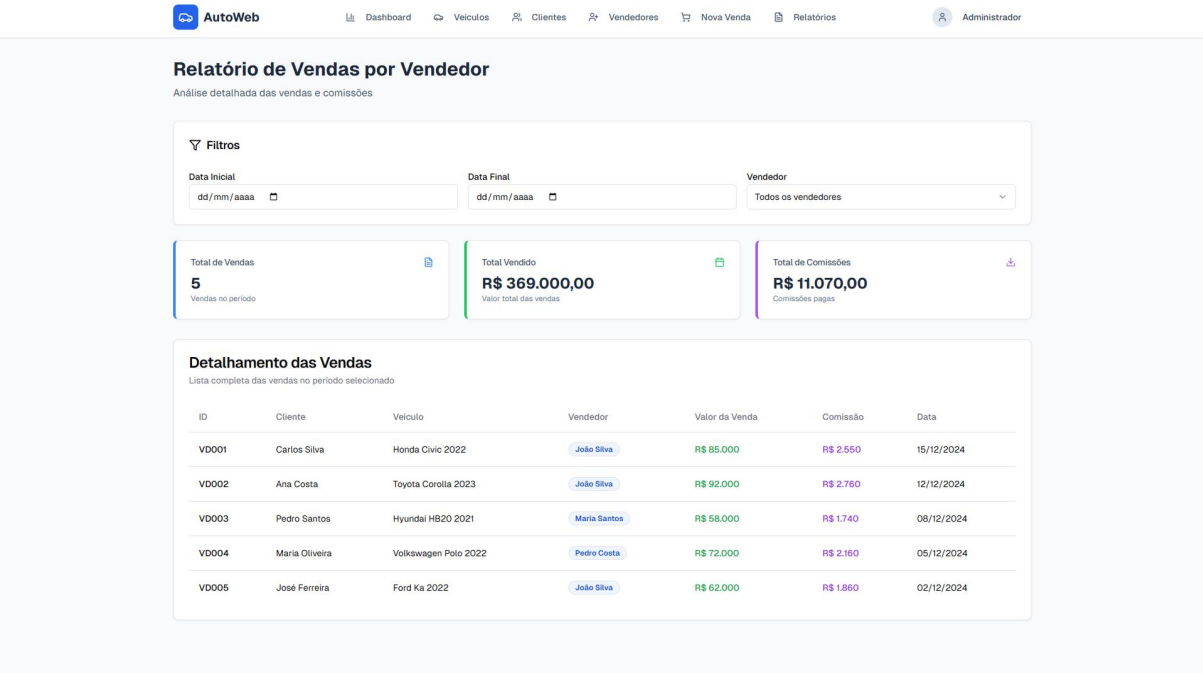 AutoWeb Dashboard Veículos Clientes Vendedores Nova Venda Relatórios Administrador
Relatório de Vendas por Vendedor
Análise detalhada das vendas e comissões
Filtros
Data Inicial Data Final Vendedor
dd/mm/aaaa dd/mm/aaaa Todos os vendedores
Total de Vendas Total Vendido Total de Comissões
5 R$ 369.000,00 R$ 11.070,00
Vendas no período Valor total das vendas Comissões pagas
Detalhamento das Vendas
Lista completa das vendas no período selecionado
ID Cliente Veículo Vendedor Valor da Venda Comissão Data
VD001 Carlos Silva Honda Civic 2022 João Silva R$ 85.000 R$ 2.550 15/12/2024
VD002 Ana Costa Toyota Corolla 2023 João Silva R$ 92.000 R$ 2.760 12/12/2024
VD003 Pedro Santos Hyundai HB20 2021 Maria Santos R$ 58.000 R$ 1.740 08/12/2024
VD004 Maria Oliveira Volkswagen Polo 2022 Pedro Costa R$ 72.000 R$ 2.160 05/12/2024
VD005 José Ferreira Ford Ka 2022 João Silva R$ 62.000 R$ 1.860 02/12/2024